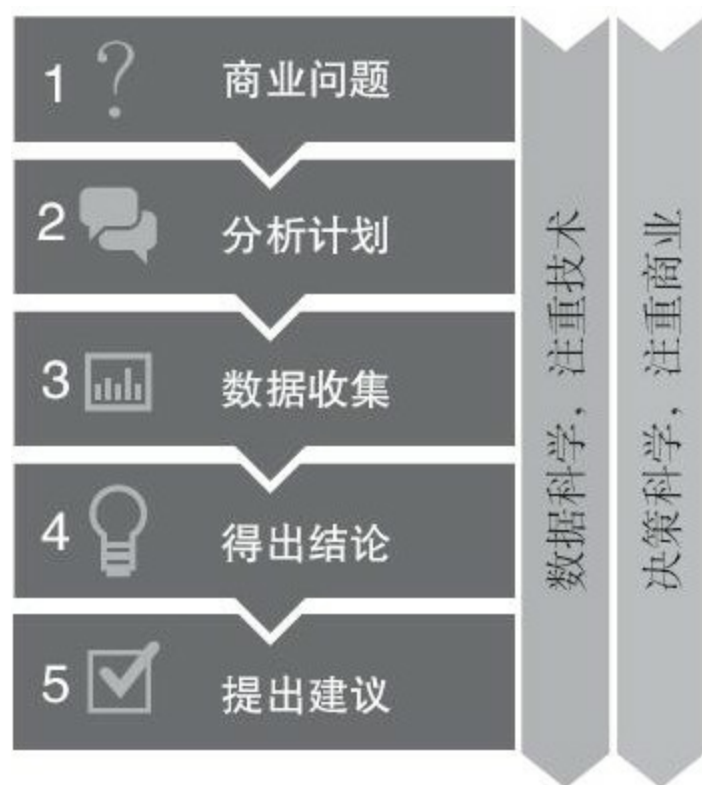 1 商业问题
2 分析计划
3 数据收集
4 得出结论
5 提出建议
数据科学，注重技术
决策科学，注重商业